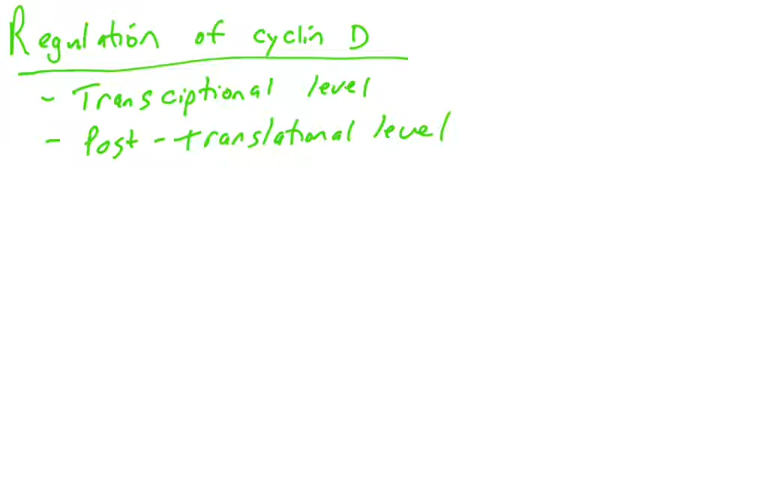 Regulation of cyclin D
- Transciptional level
- Post-translational level